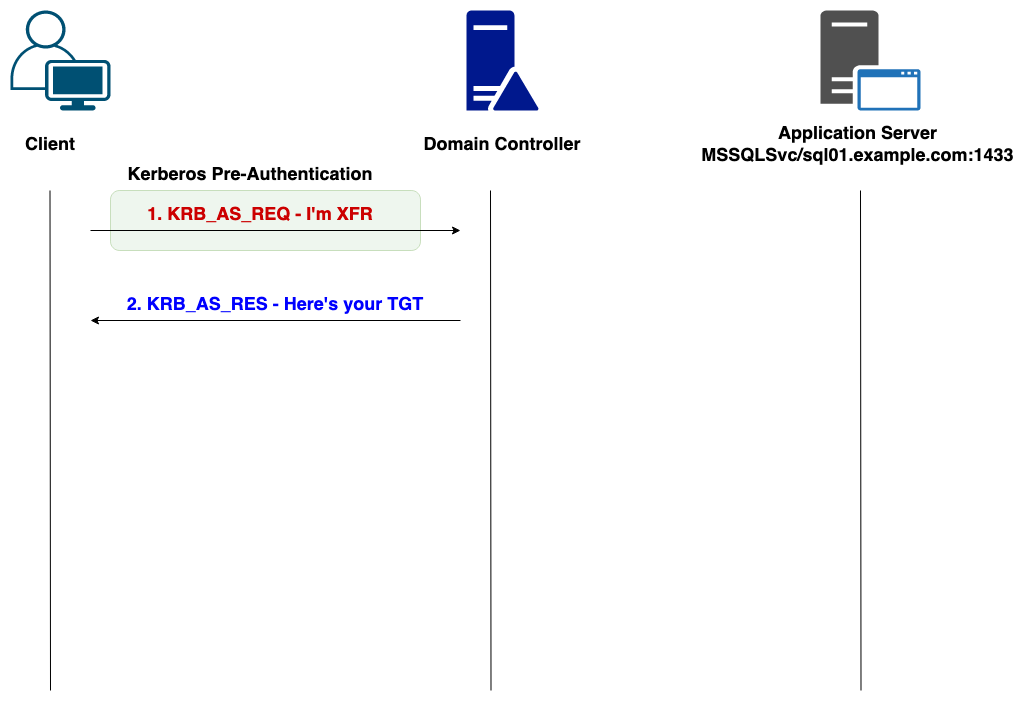 Client
Domain Controller
Application Server
MSSQLSvc/sql01.example.com:1433
Kerberos Pre-Authentication
1. KRB_AS_REQ - I'm XFR
2. KRB_AS_RES - Here's your TGT